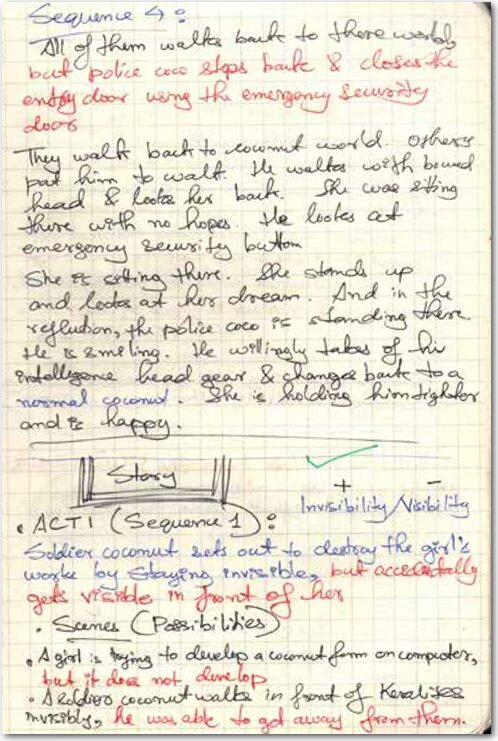 Sequence 4 :
All of them walks back to there world,
but police coco stops back & closes the
entry door using the emergency security
door
They walk back to coconut world. Others
pat him to walk. He walks with bowed
head & looks her back. She was sitting
there with no hopes. He looks at
emergency security button
She is sitting there. She stands up
and looks at her dream. And in the
reflection, the police coco is standing there
He is smiling. He willingly takes of his
intelligence head gear & changes back to a
normal coconut. She is holding him tighter
and is happy.
Story
+ -
Invisibility/Visibility
• ACT 1 (Sequence 1) :
Soldier coconut sets out to destroy the girl's
work by staying invisible, but accedentally
gets visible in front of her
• Scenes (Possibilities)
• A girl is trying to develop a coconut form on computer,
but it does not develop
• A soldier coconut walks in front of Keralites
invisibly, he was able to get away from them.